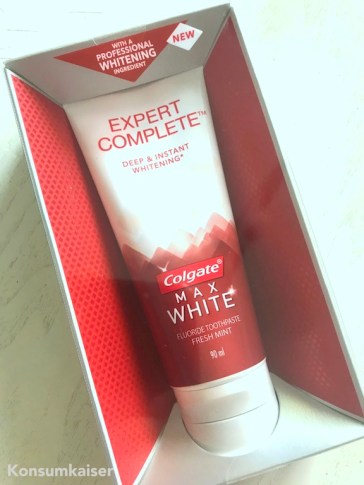 WITH A
PROFESSIONAL
WHITENING
INGREDIENT
NEW
EXPERT
COMPLETE™
DEEP & INSTANT
WHITENING*
Colgate
MAX
WHITE
FLUORIDE TOOTHPASTE
FRESH MINT
90 ml
Konsumkaiser